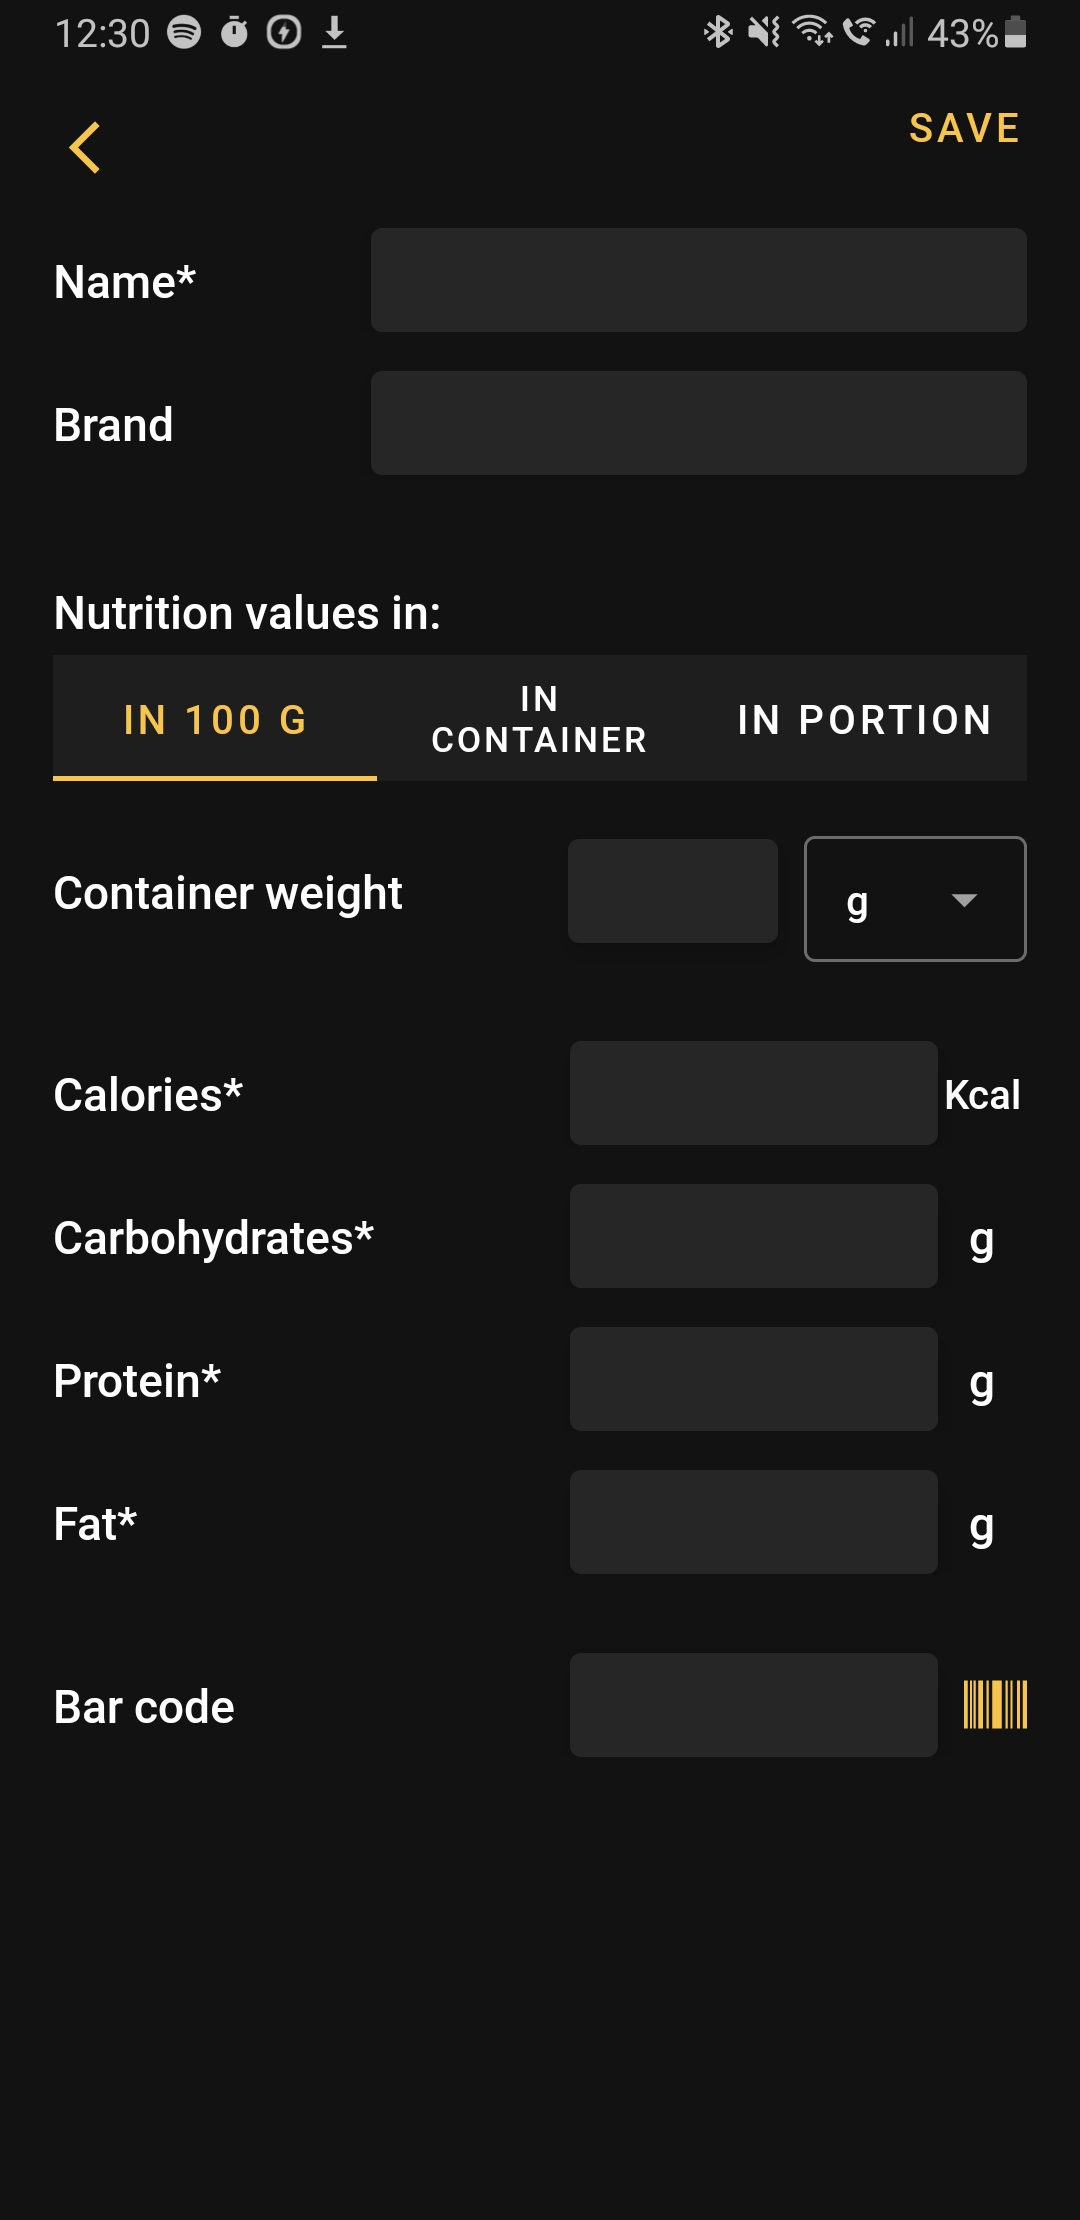 12:30 43%
SAVE
Name*
Brand
Nutrition values in:
IN 100 G
IN
CONTAINER
IN PORTION
Container weight g
Calories* Kcal
Carbohydrates* g
Protein* g
Fat* g
Bar code